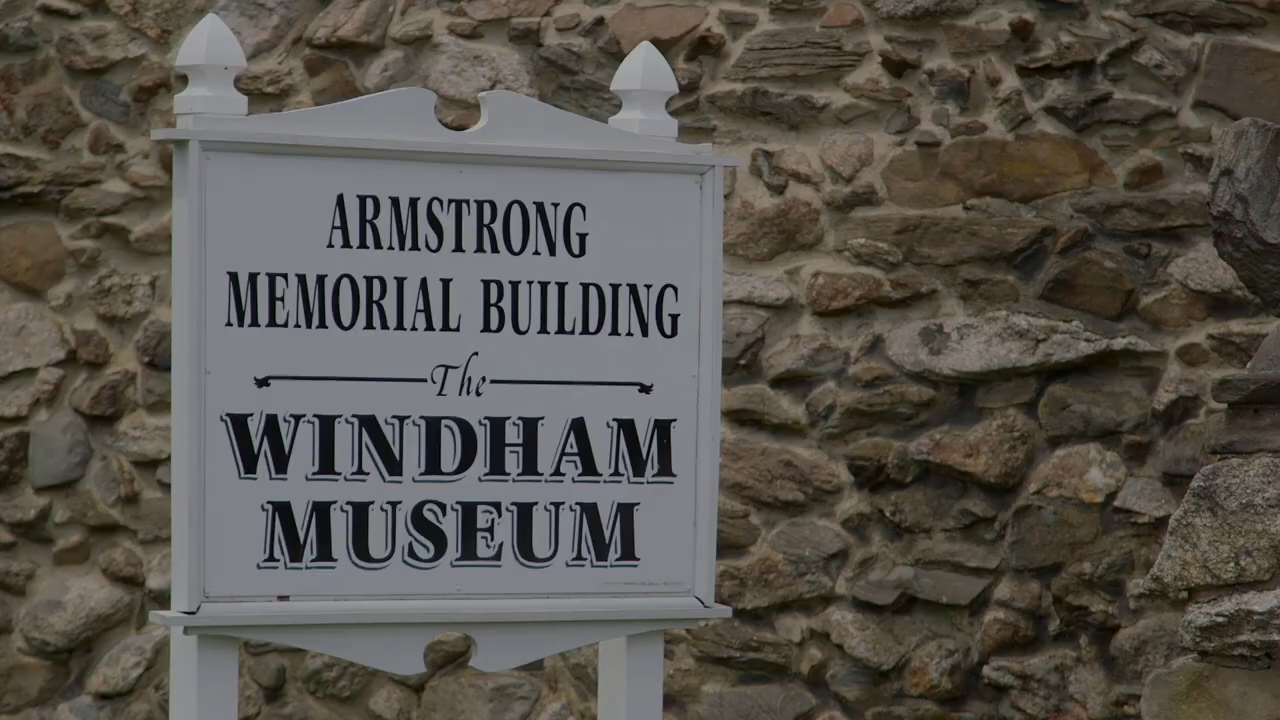 ARMSTRONG
MEMORIAL BUILDING
The
WINDHAM
MUSEUM